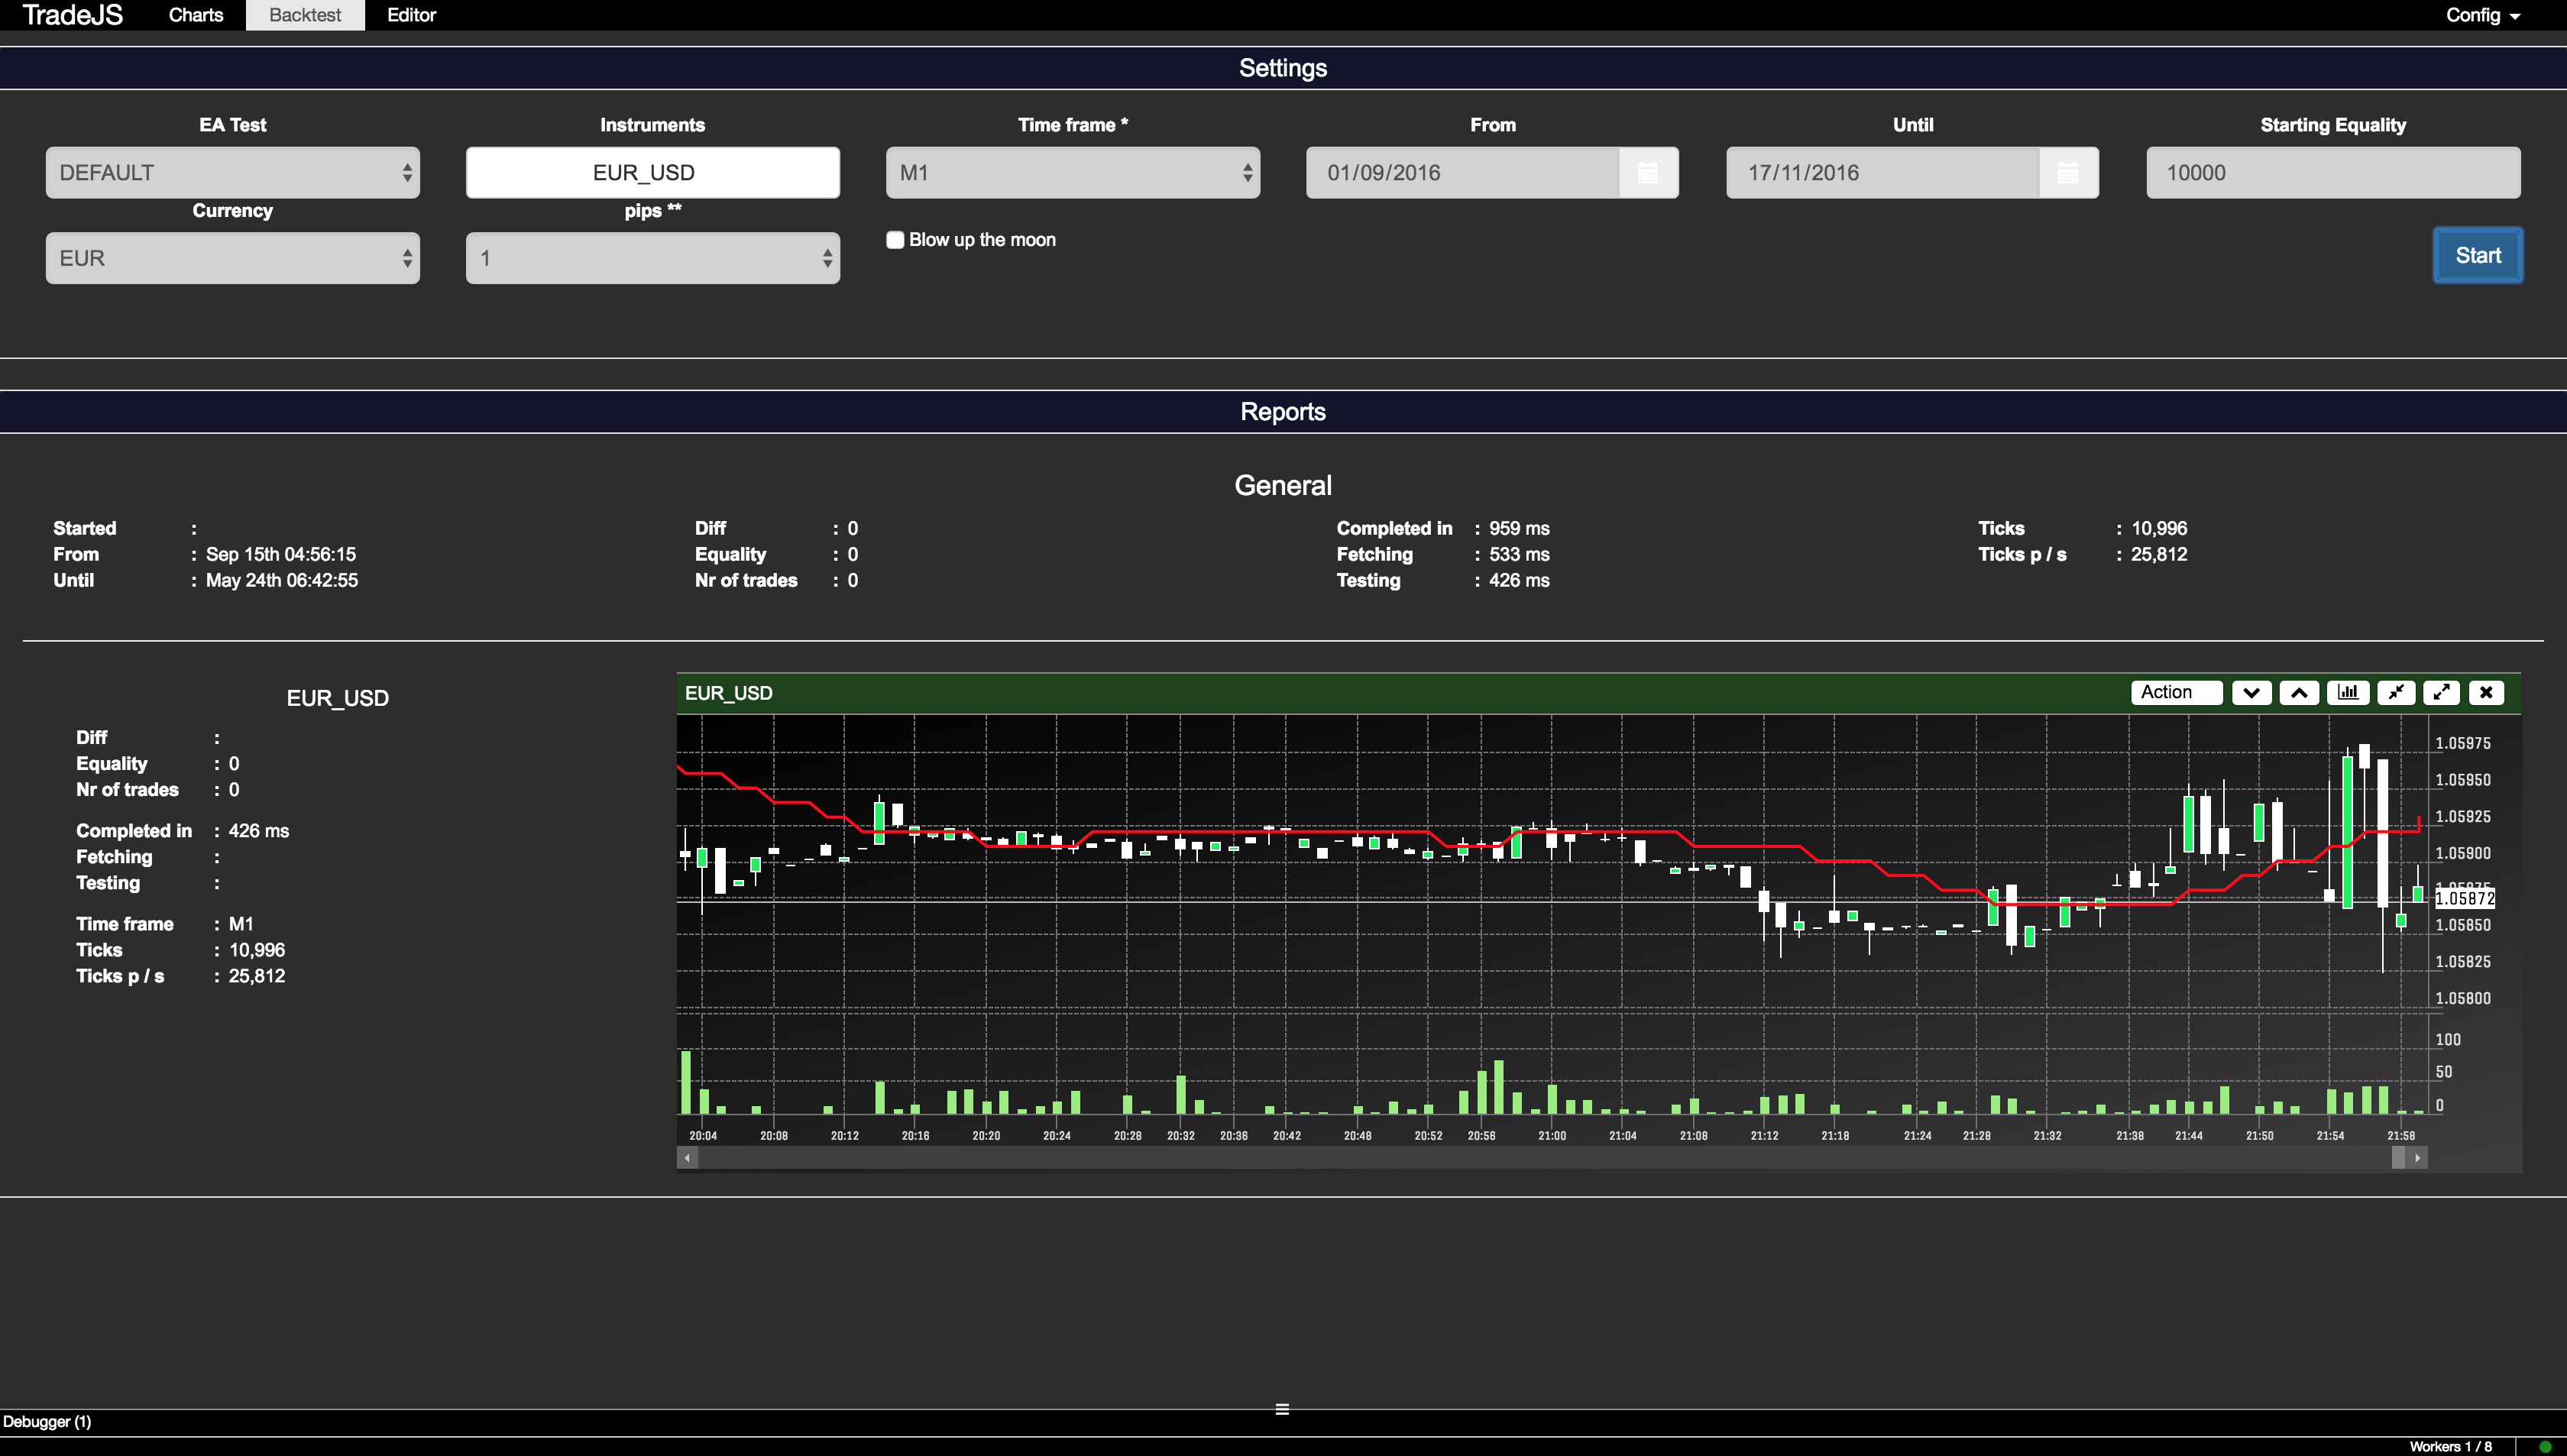 TradeJS Charts Backtest Editor Config
Settings
EA Test Instruments Time frame * From Until Starting Equality
DEFAULT EUR_USD M1 01/09/2016 17/11/2016 10000
Currency pips **
Blow up the moon
EUR 1 Start
Reports
General
Started : Diff : 0 Completed in : 959 ms Ticks : 10,996
From : Sep 15th 04:56:15 Equality : 0 Fetching : 533 ms Ticks p / s : 25,812
Until : May 24th 06:42:55 Nr of trades : 0 Testing : 426 ms
EUR_USD
Diff :
Equality : 0
Nr of trades : 0
Completed in : 426 ms
Fetching :
Testing :
Time frame : M1
Ticks : 10,996
Ticks p / s : 25,812
EUR_USD Action
1.05975
1.05950
1.05925
1.05900
1.05872
1.05850
1.05825
1.05800
100
50
0
20:04 20:08 20:12 20:18 20:20 20:24 20:28 20:32 20:36 20:42 20:48 20:52 20:56 21:00 21:04 21:08 21:12 21:18 21:24 21:28 21:32 21:38 21:44 21:50 21:54 21:58
Debugger (1)
Workers 1 / 8